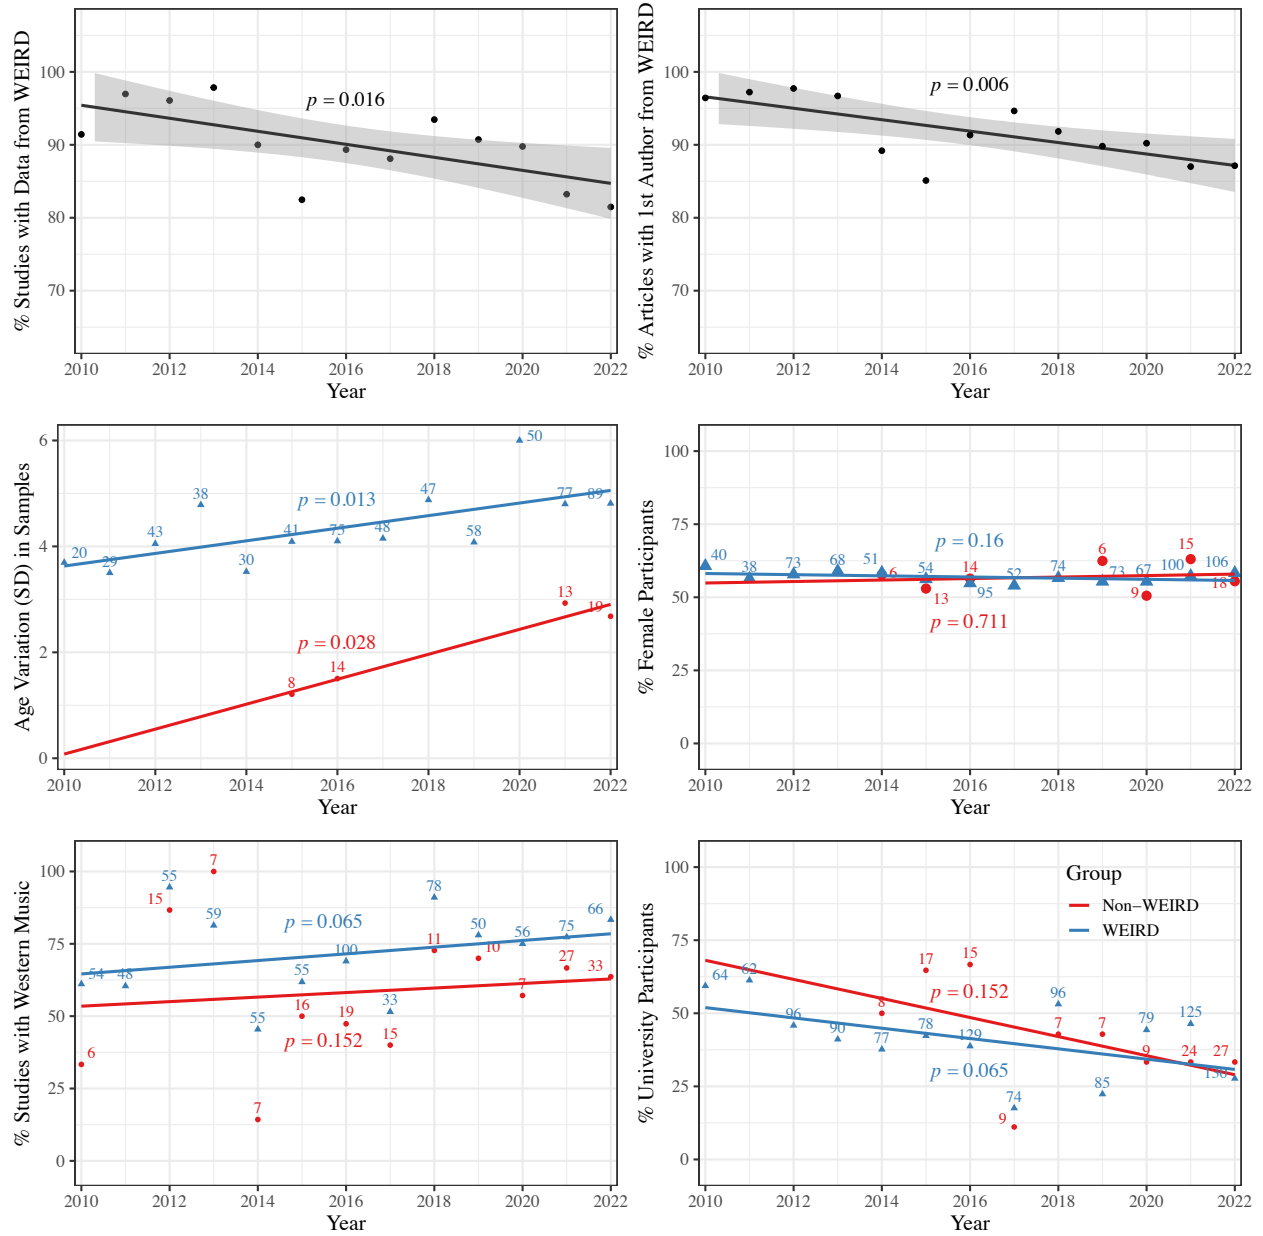 % Studies with Data from WEIRD
100
90
80
70
p = 0.016
2010 2012 2014 2016 2018 2020 2022
Year
% Articles with 1st Author from WEIRD
100
90
80
70
p = 0.006
2010 2012 2014 2016 2018 2020 2022
Year
Age Variation (SD) in Samples
6
4
2
0
20 29 43 38 30 41 75 48 47 58 50 77 89
p = 0.013
p = 0.028
8 14 13 19
2010 2012 2014 2016 2018 2020 2022
Year
% Female Participants
100
75
50
25
0
40 38 73 68 51 54 95 52 74 73 67 100 106
p = 0.16
6 13 14 6 9 15 18
p = 0.711
2010 2012 2014 2016 2018 2020 2022
Year
% Studies with Western Music
100
75
50
25
0
54 48 55 59 55 55 100 33 78 50 56 75 66
p = 0.065
6 15 7 7 16 19 15 11 10 7 27 33
p = 0.152
2010 2012 2014 2016 2018 2020 2022
Year
% University Participants
100
75
50
25
0
Group
Non−WEIRD
WEIRD
8 17 15 9 7 7 9 24 27
p = 0.152
64 62 96 90 77 78 129 74 96 85 79 125
p = 0.065
2010 2012 2014 2016 2018 2020 2022
Year